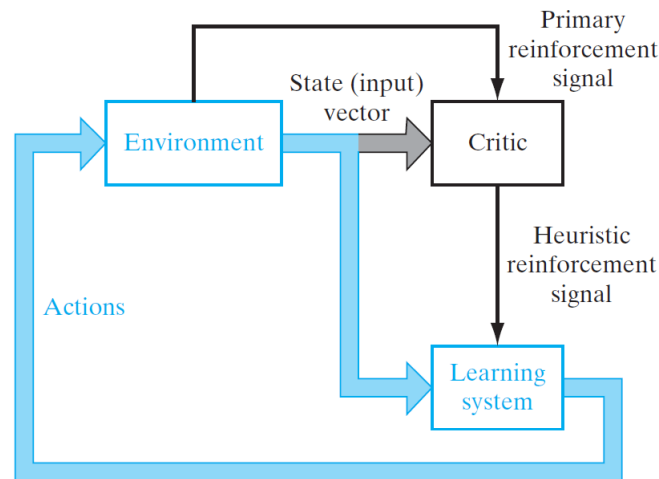 Primary
reinforcement
signal
State (input)
vector
Environment
Critic
Heuristic
reinforcement
signal
Actions
Learning
system